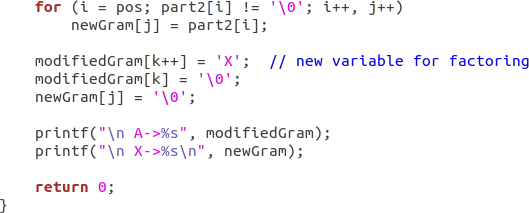 for (i = pos; part2[i] != '\0'; i++, j++)
newGram[j] = part2[i];
modifiedGram[k++] = 'X';  // new variable for factoring
modifiedGram[k] = '\0';
newGram[j] = '\0';
printf("\n A->%s", modifiedGram);
printf("\n X->%s\n", newGram);
return 0;
}